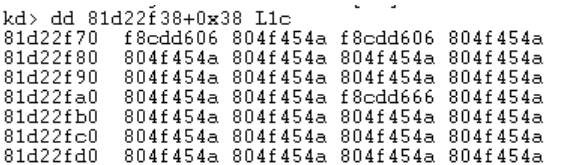 kd> dd 81d22f38+0x38 L1c
81d22f70  f8cdd606 804f454a f8cdd606 804f454a
81d22f80  804f454a 804f454a 804f454a 804f454a
81d22f90  804f454a 804f454a 804f454a 804f454a
81d22fa0  804f454a 804f454a f8cdd666 804f454a
81d22fb0  804f454a 804f454a 804f454a 804f454a
81d22fc0  804f454a 804f454a 804f454a 804f454a
81d22fd0  804f454a 804f454a 804f454a 804f454a